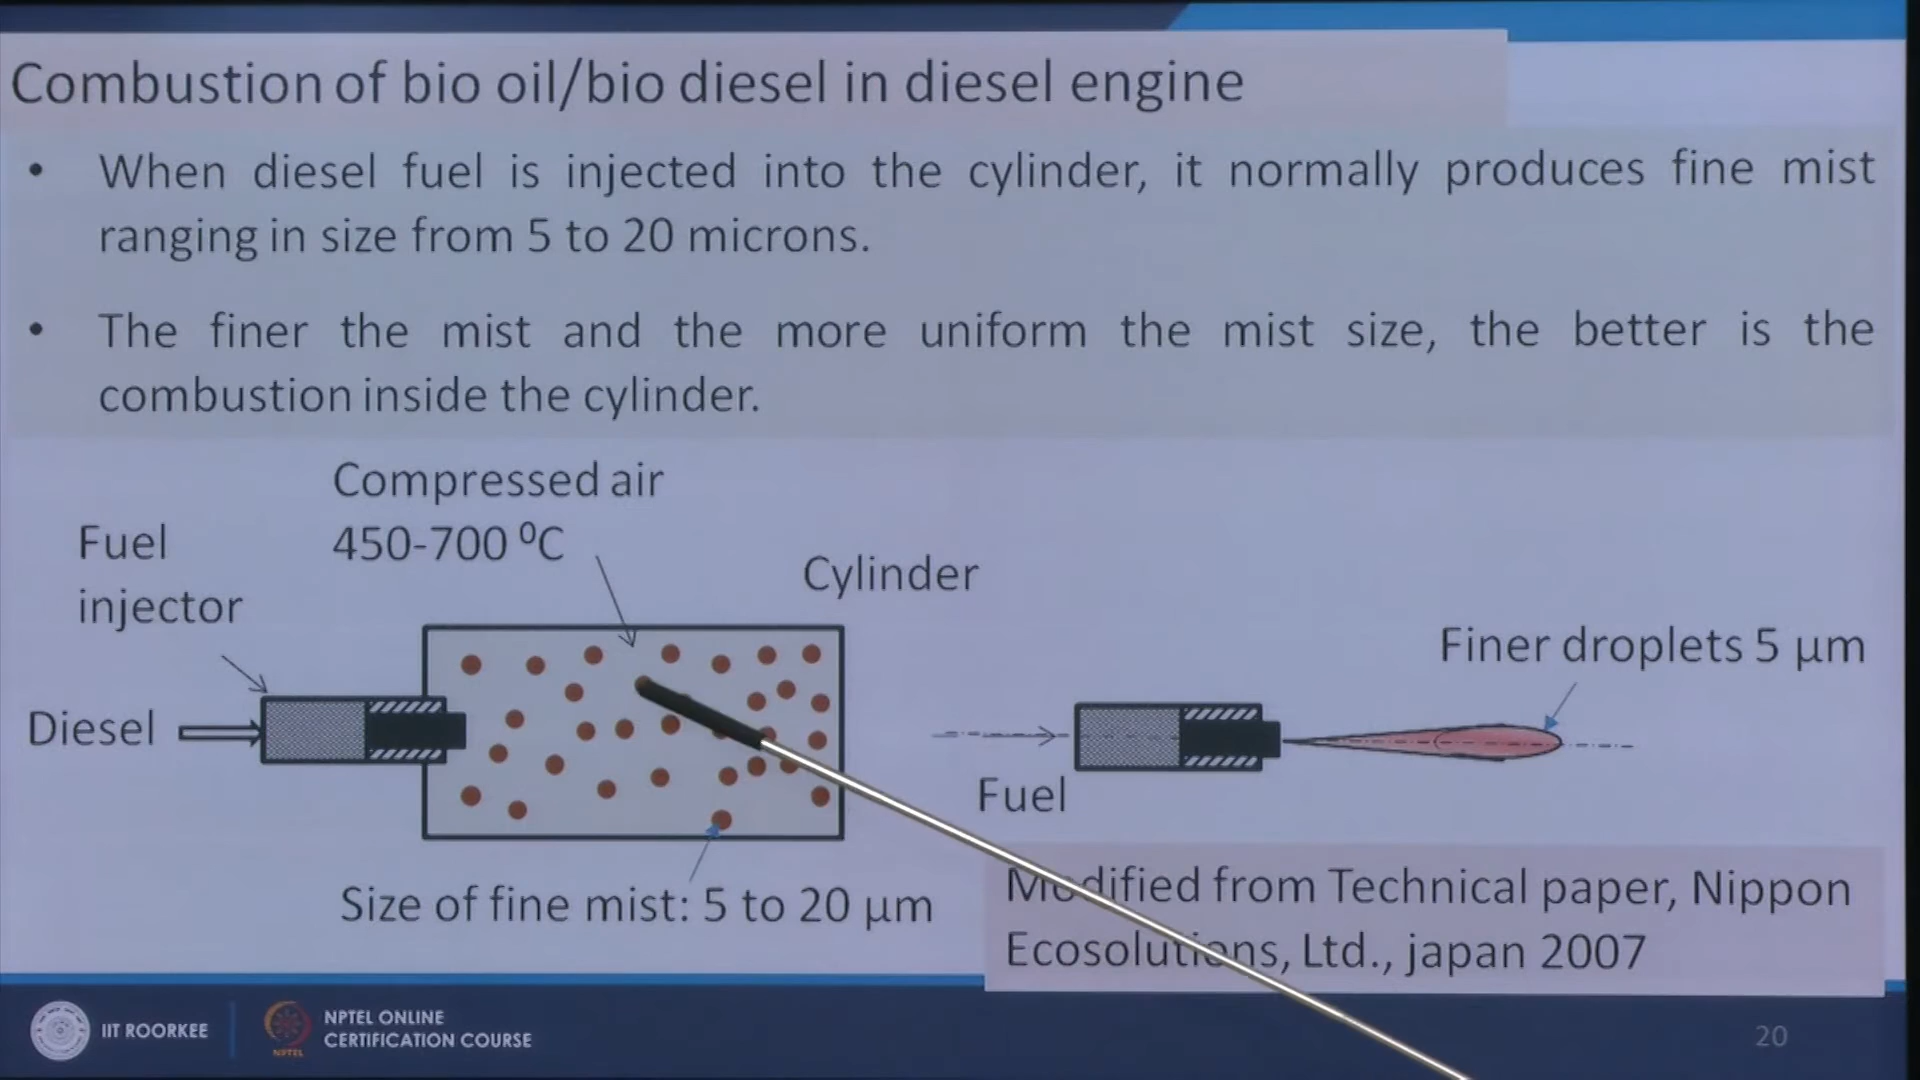 Combustion of bio oil/bio diesel in diesel engine
• When diesel fuel is injected into the cylinder, it normally produces fine mist
ranging in size from 5 to 20 microns.
• The finer the mist and the more uniform the mist size, the better is the
combustion inside the cylinder.
Compressed air
450-700 ⁰C
Fuel
injector
Cylinder
Diesel
Size of fine mist: 5 to 20 µm
Finer droplets 5 µm
Fuel
Modified from Technical paper, Nippon
Ecosolutions, Ltd., japan 2007
IIT ROORKEE
NPTEL
NPTEL ONLINE
CERTIFICATION COURSE
20